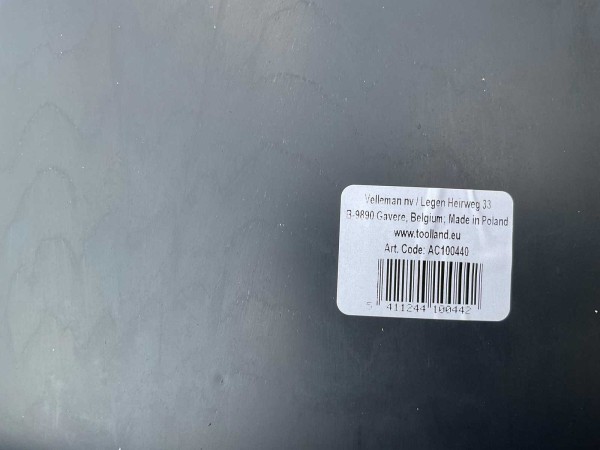 Velleman nv / Legen Heirweg 33
B-9890 Gavere, Belgium; Made in Poland
www.toolland.eu
Art. Code: AC100440
5 411244 100442